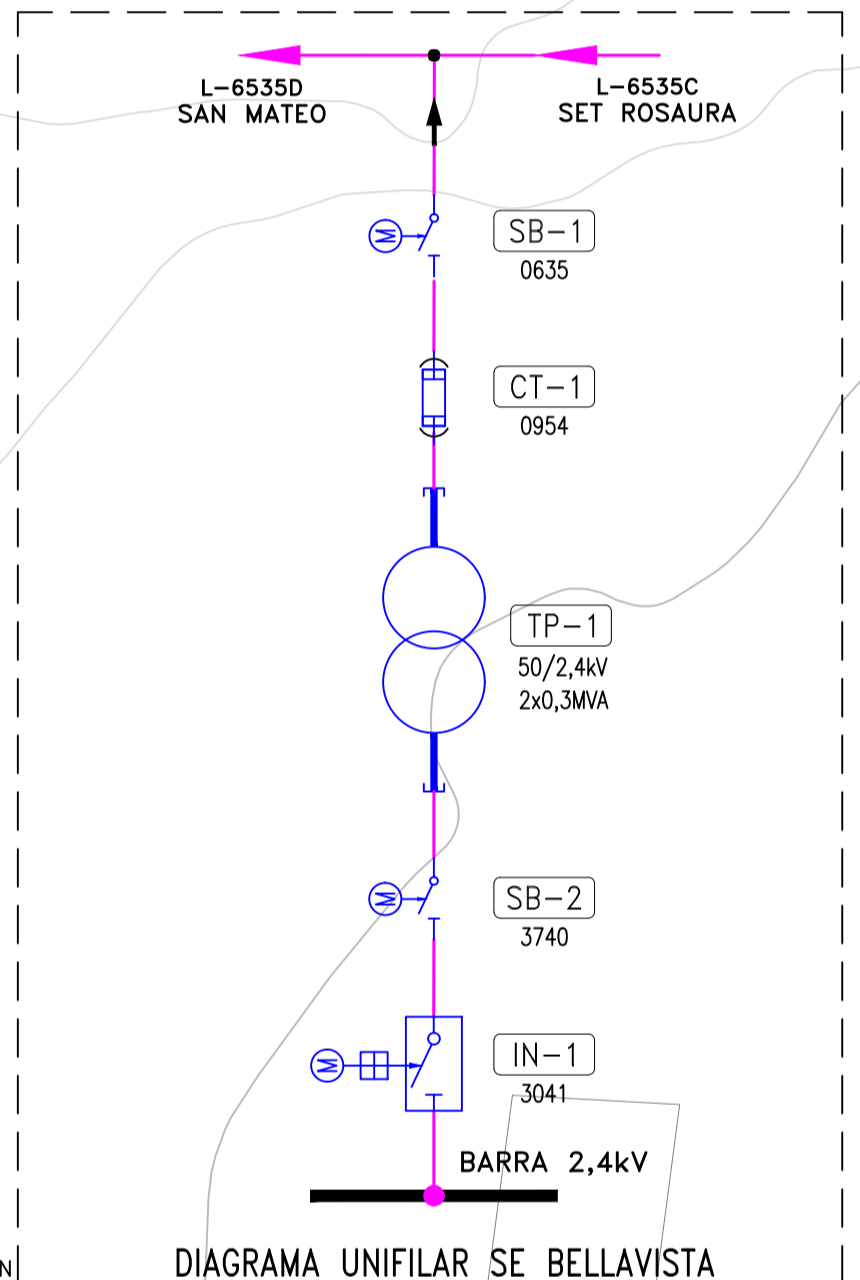 L-6535D
SAN MATEO
L-6535C
SET ROSAURA
M
SB-1
0635
CT-1
0954
TP-1
50/2,4kV
2x0,3MVA
M
SB-2
3740
M
IN-1
3041
BARRA 2,4kV
N
DIAGRAMA UNIFILAR SE BELLAVISTA